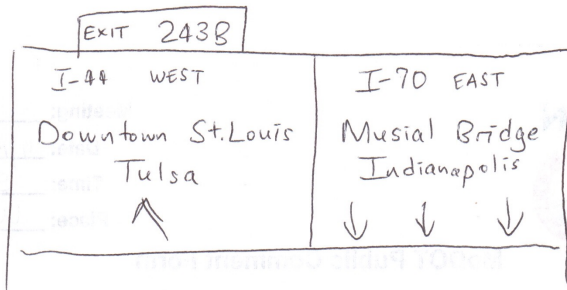 EXIT 243B
I-44 WEST
Downtown St.Louis
Tulsa
I-70 EAST
Musial Bridge
Indianapolis